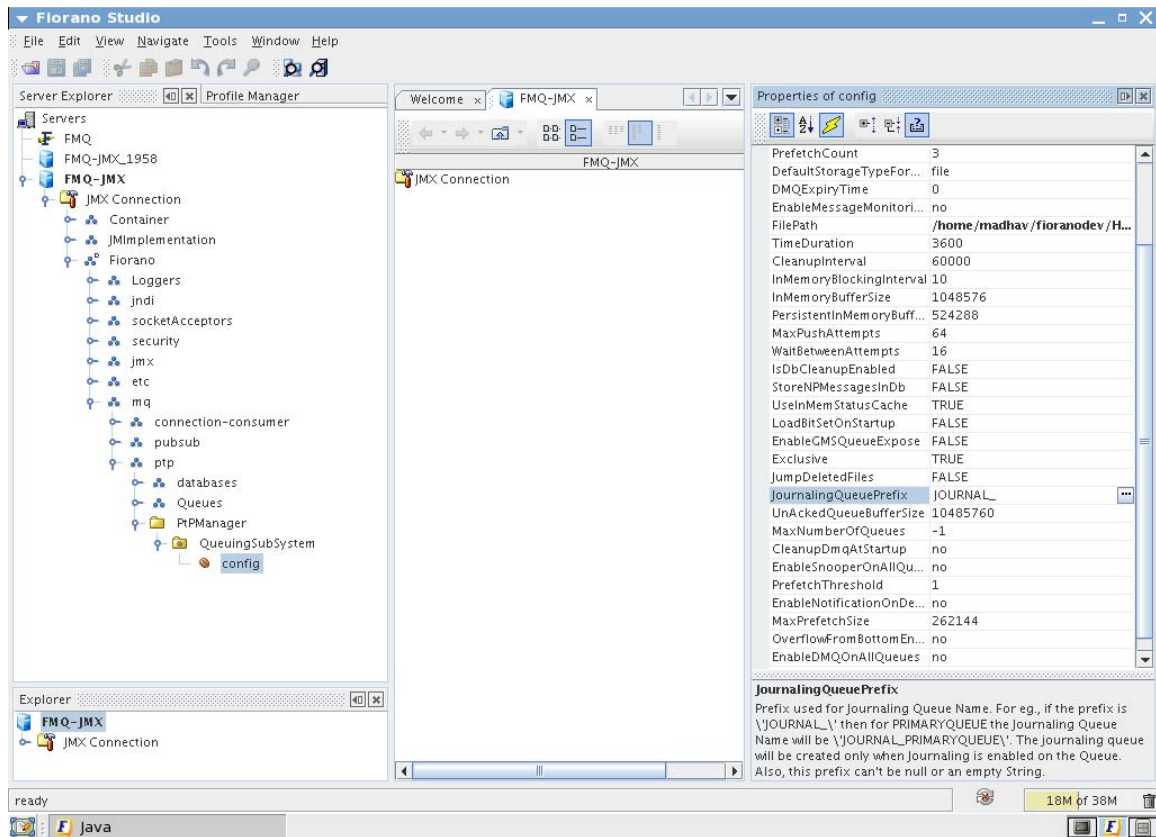 Fiorano Studio
File Edit View Navigate Tools Window Help
Server Explorer Profile Manager
Servers
FMQ
FMQ-JMX_1958
FMQ-JMX
JMX Connection
Container
JMImplementation
Fiorano
Loggers
jndi
socketAcceptors
security
jmx
etc
mq
connection-consumer
pubsub
ptp
databases
Queues
PtPManager
QueuingSubSystem
config
Explorer
FMQ-JMX
JMX Connection
Welcome FMQ-JMX
FMQ-JMX
JMX Connection
Properties of config
PrefetchCount 3
DefaultStorageTypeFor... file
DMQExpiryTime 0
EnableMessageMonitori... no
FilePath /home/madhav/fioranodev/H...
TimeDuration 3600
CleanupInterval 60000
InMemoryBlockingInterval 10
InMemoryBufferSize 1048576
PersistentInMemoryBuff... 524288
MaxPushAttempts 64
WaitBetweenAttempts 16
IsDbCleanupEnabled FALSE
StoreNPMessagesInDb FALSE
UseInMemStatusCache TRUE
LoadBitSetOnStartup FALSE
EnableGMSQueueExpose FALSE
Exclusive TRUE
JumpDeletedFiles FALSE
JournalingQueuePrefix JOURNAL_ ...
UnAckedQueueBufferSize 10485760
MaxNumberOfQueues -1
CleanupDmqAtStartup no
EnableSnooperOnAllQu... no
PrefetchThreshold 1
EnableNotificationOnDe... no
MaxPrefetchSize 262144
OverflowFromBottomEn... no
EnableDMQOnAllQueues no
JournalingQueuePrefix
Prefix used for Journaling Queue Name. For eg., if the prefix is
\'JOURNAL_\' then for PRIMARYQUEUE the Journaling Queue
Name will be \'JOURNAL_PRIMARYQUEUE\'. The journaling queue
will be created only when Journaling is enabled on the Queue.
Also, this prefix can't be null or an empty String.
ready
18M of 38M
Java